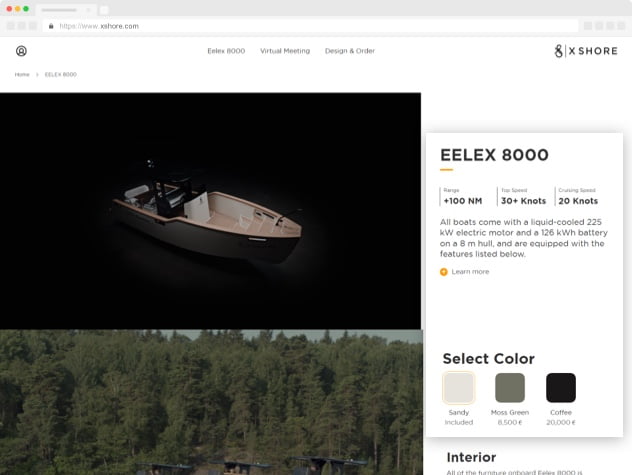 https://www.xshore.com
Eelex 8000 Virtual Meeting Design & Order
X SHORE
Home > EELEX 8000
EELEX 8000
Range Top Speed Cruising Speed
+100 NM 30+ Knots 20 Knots
All boats come with a liquid-cooled 225
kW electric motor and a 126 kWh battery
on a 8 m hull, and are equipped with the
features listed below.
Learn more
Select Color
Sandy Moss Green Coffee
Included 8,500 € 20,000 €
Interior
All of the furniture onboard Eelex 8000 is